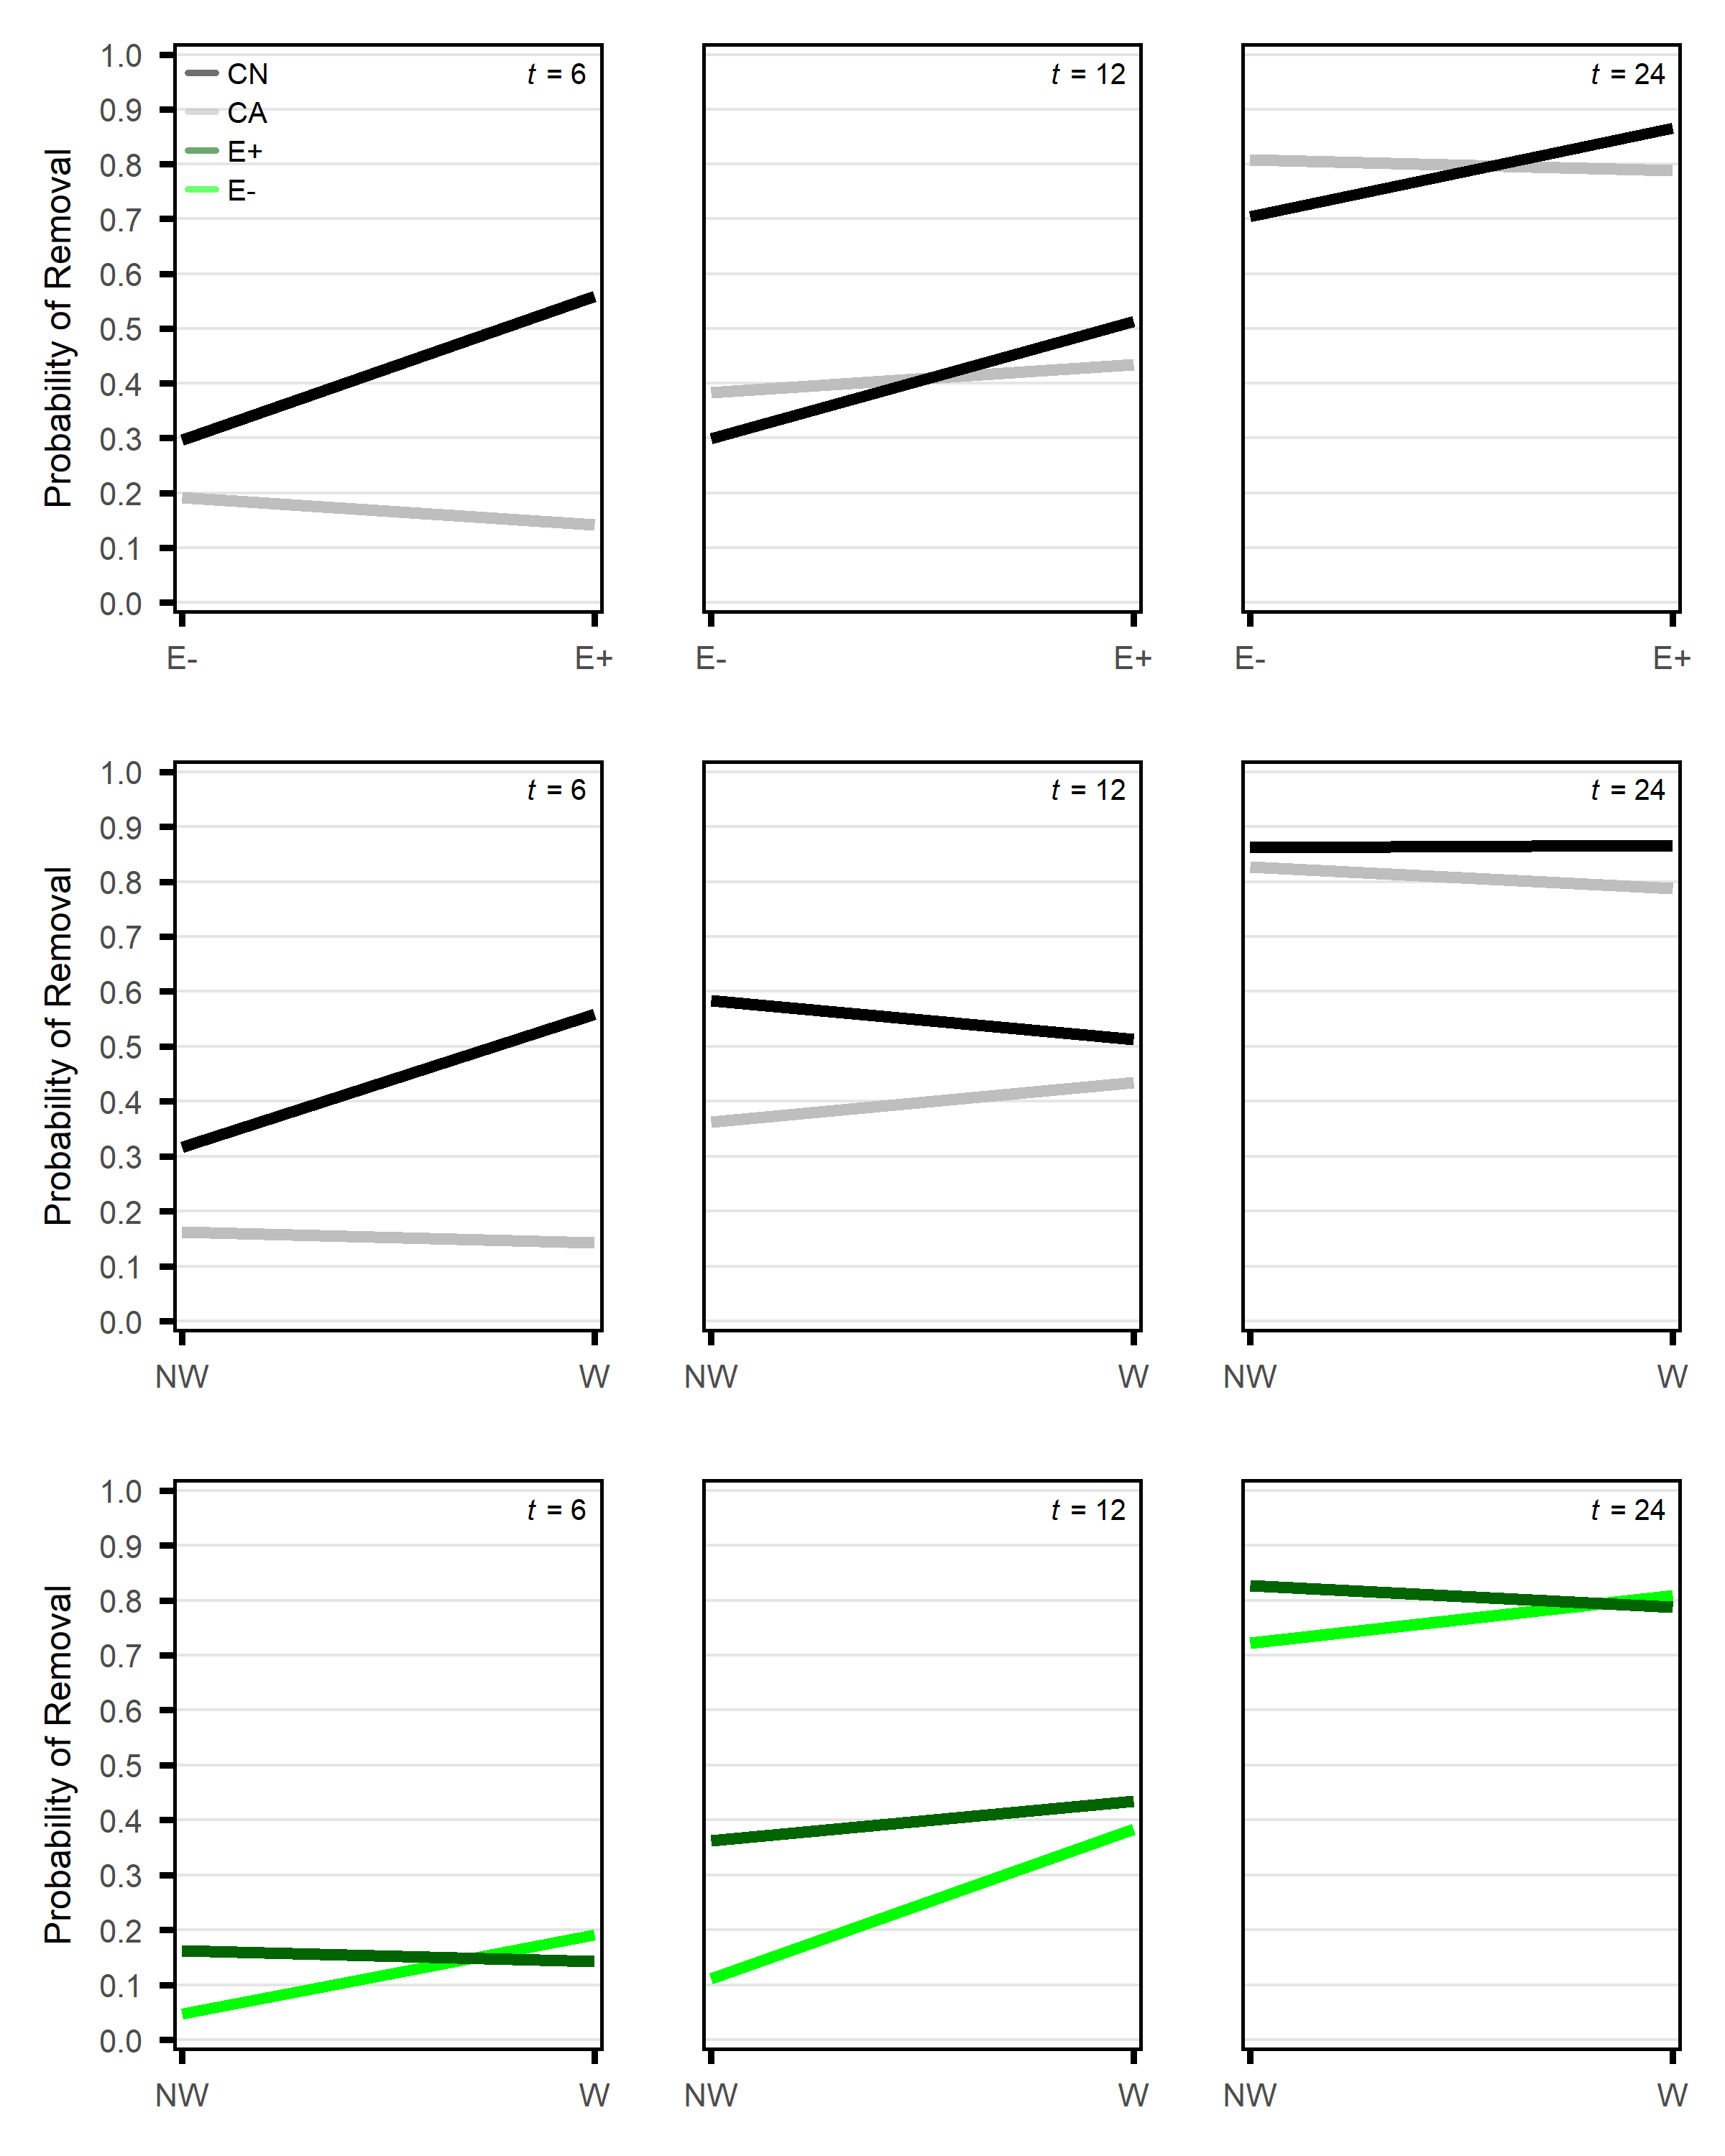 1.0
CN
t = 6
t = 12
t = 24
0.9
CA
E+
0.8
E-
0.7
0.6
0.5
0.4
0.3
0.2
0.1
0.0
Probability of Removal
E- E+
E- E+
E- E+
1.0
t = 6
t = 12
t = 24
0.9
0.8
0.7
0.6
0.5
0.4
0.3
0.2
0.1
0.0
Probability of Removal
NW W
NW W
NW W
1.0
t = 6
t = 12
t = 24
0.9
0.8
0.7
0.6
0.5
0.4
0.3
0.2
0.1
0.0
Probability of Removal
NW W
NW W
NW W